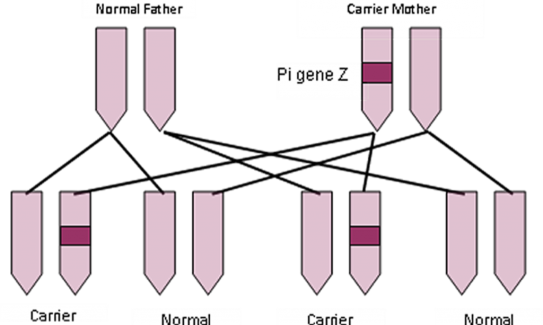 Normal Father
Carrier Mother
Pi gene Z
Carrier
Normal
Carrier
Normal